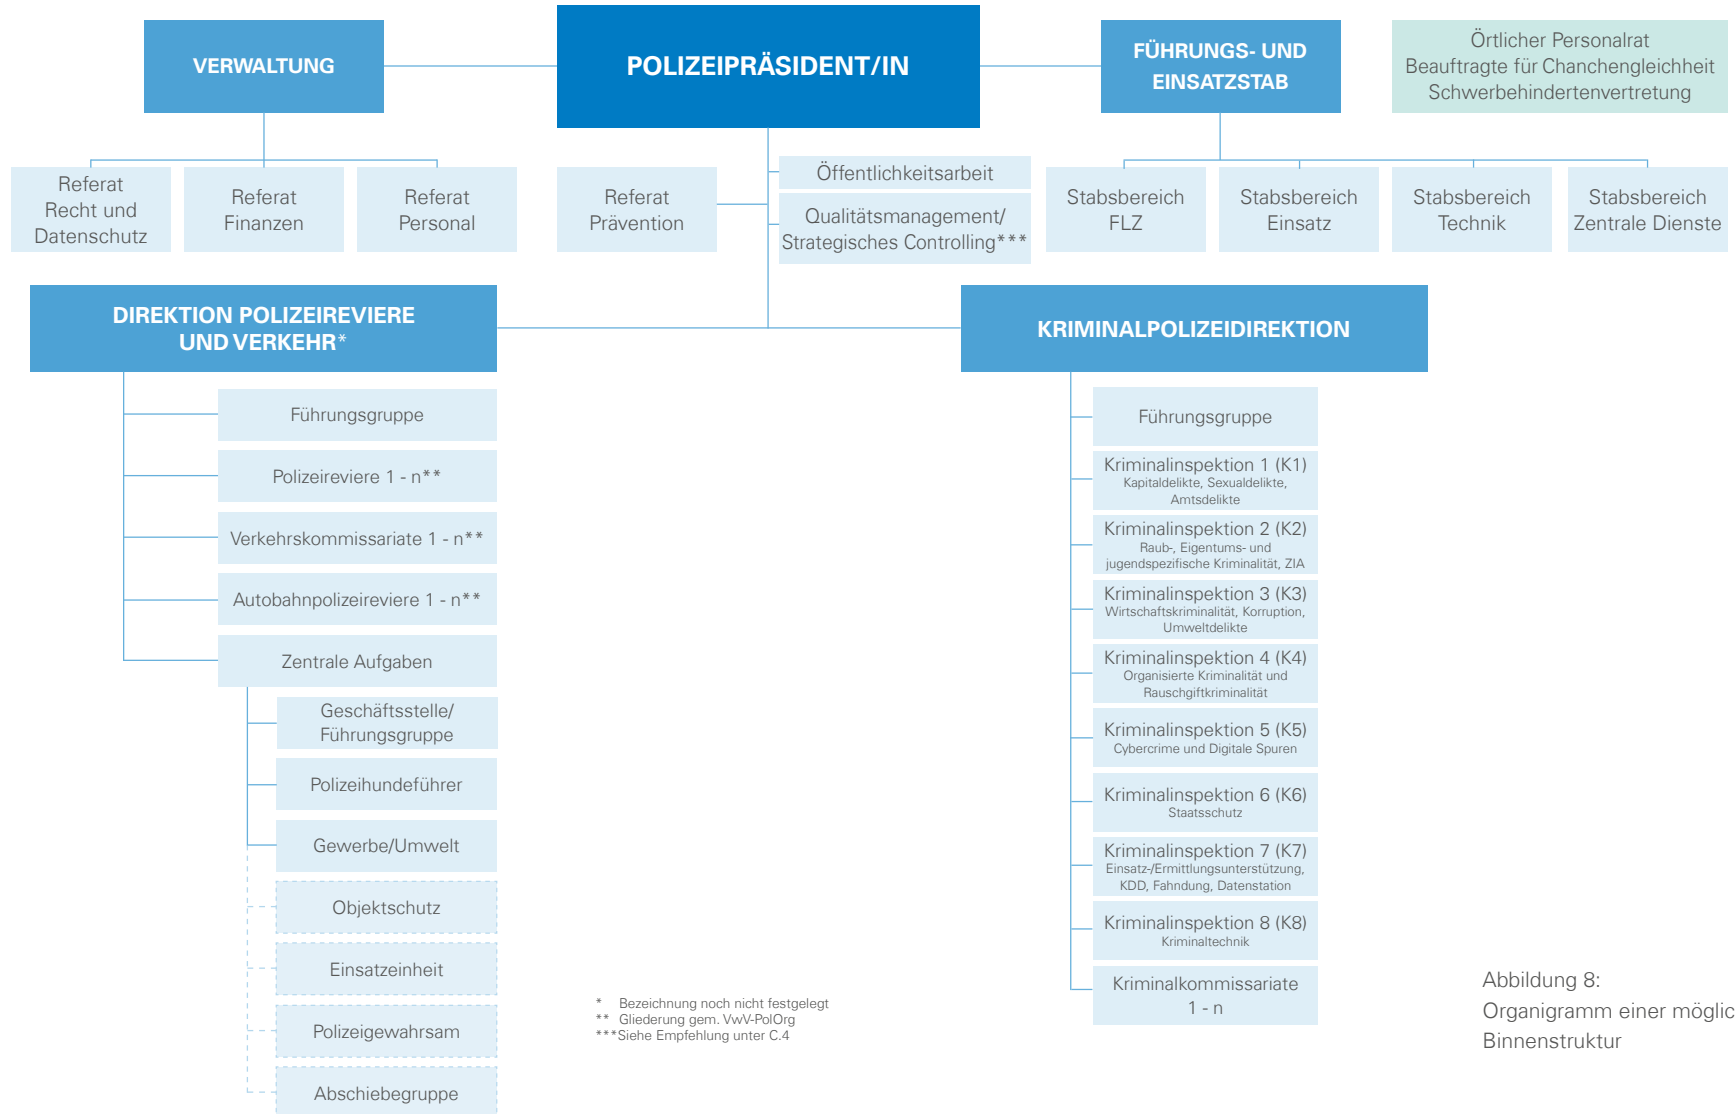 VERWALTUNG
POLIZEIPRÄSIDENT/IN
FÜHRUNGS- UND
EINSATZSTAB
Örtlicher Personalrat
Beauftragte für Chanchengleichheit
Schwerbehindertenvertretung
Referat
Recht und
Datenschutz
Referat
Finanzen
Referat
Personal
Referat
Prävention
Öffentlichkeitsarbeit
Qualitätsmanagement/
Strategisches Controlling***
Stabsbereich
FLZ
Stabsbereich
Einsatz
Stabsbereich
Technik
Stabsbereich
Zentrale Dienste
DIREKTION POLIZEIREVIERE
UND VERKEHR*
Führungsgruppe
Polizeireviere 1 - n**
Verkehrskommissariate 1 - n**
Autobahnpolizeireviere 1 - n**
Zentrale Aufgaben
Geschäftsstelle/
Führungsgruppe
Polizeihundeführer
Gewerbe/Umwelt
Objektschutz
Einsatzeinheit
Polizeigewahrsam
Abschiebegruppe
KRIMINALPOLIZEIDIREKTION
Führungsgruppe
Kriminalinspektion 1 (K1)
Kapitaldelikte, Sexualdelikte,
Amtsdelikte
Kriminalinspektion 2 (K2)
Raub-, Eigentums- und
jugendspezifische Kriminalität, ZIA
Kriminalinspektion 3 (K3)
Wirtschaftskriminalität, Korruption,
Umweltdelikte
Kriminalinspektion 4 (K4)
Organisierte Kriminalität und
Rauschgiftkriminalität
Kriminalinspektion 5 (K5)
Cybercrime und Digitale Spuren
Kriminalinspektion 6 (K6)
Staatsschutz
Kriminalinspektion 7 (K7)
Einsatz-/Ermittlungsunterstützung,
KDD, Fahndung, Datenstation
Kriminalinspektion 8 (K8)
Kriminaltechnik
Kriminalkommissariate
1 - n
* Bezeichnung noch nicht festgelegt
** Gliederung gem. VwV-PolOrg
***Siehe Empfehlung unter C.4
Abbildung 8:
Organigramm einer möglic
Binnenstruktur